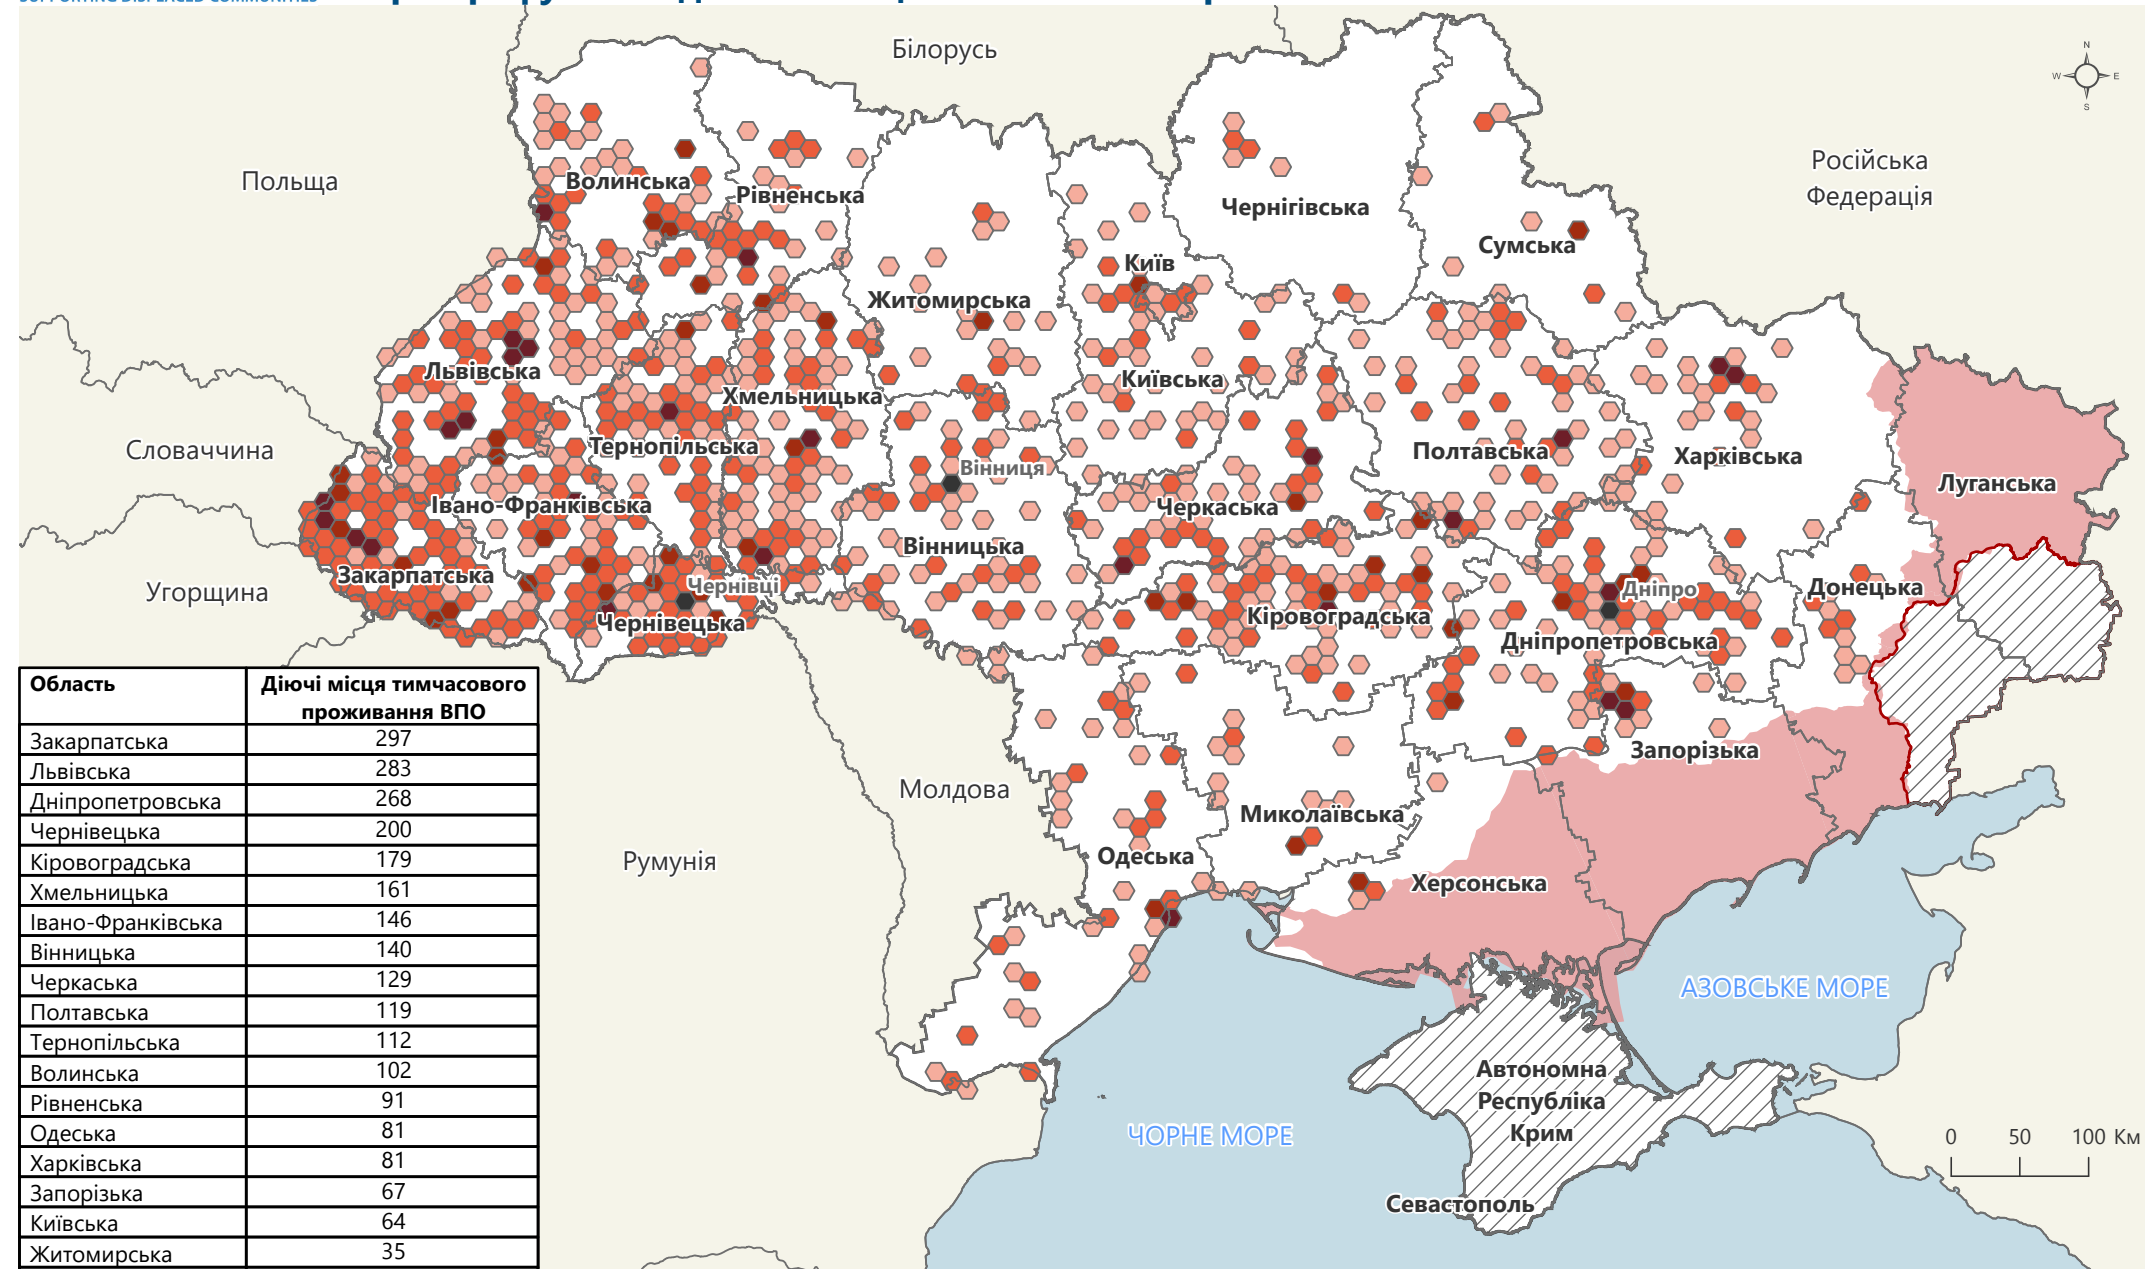 Білорусь
N
W
E
S
Польща
Російська
Федерація
Волинська
Рівненська
Чернігівська
Сумська
Київ
Житомирська
Львівська
Київська
Хмельницька
Словаччина
Тернопільська
Вінниця
Полтавська
Харківська
Луганська
Івано-Франківська
Черкаська
Вінницька
Закарпатська
Чернівці
Дніпро
Донецька
Угорщина
Чернівецька
Кіровоградська
Дніпропетровська
Запорізька
Молдова
Миколаївська
Одеська
Румунія
Херсонська
АЗОВСЬКЕ МОРЕ
Автономна
Республіка
Крим
ЧОРНЕ МОРЕ
Севастополь
0 50 100 Км
Область Діючі місця тимчасового
проживання ВПО
Закарпатська 297
Львівська 283
Дніпропетровська 268
Чернівецька 200
Кіровоградська 179
Хмельницька 161
Івано-Франківська 146
Вінницька 140
Черкаська 129
Полтавська 119
Тернопільська 112
Волинська 102
Рівненська 91
Одеська 81
Харківська 81
Запорізька 67
Київська 64
Житомирська 35